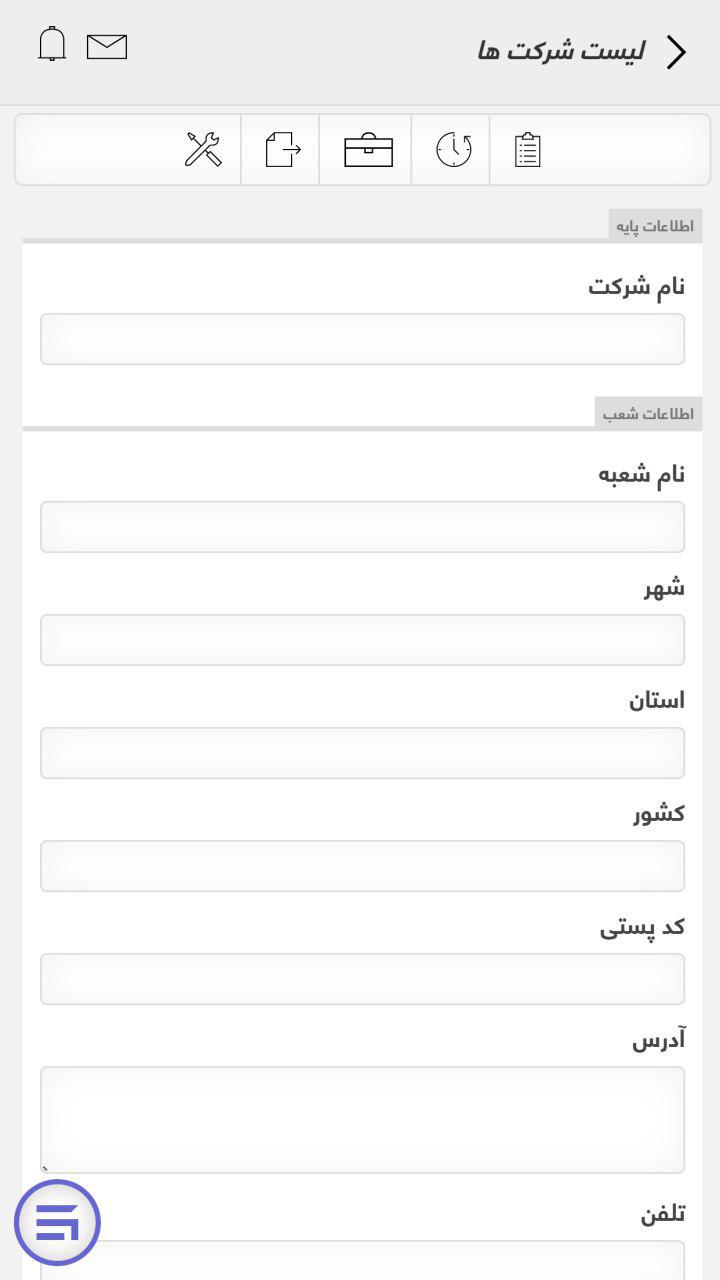 لیست شرکت ها
اطلاعات پایه
نام شرکت
اطلاعات شعب
نام شعبه
شهر
استان
کشور
کد پستی
آدرس
تلفن